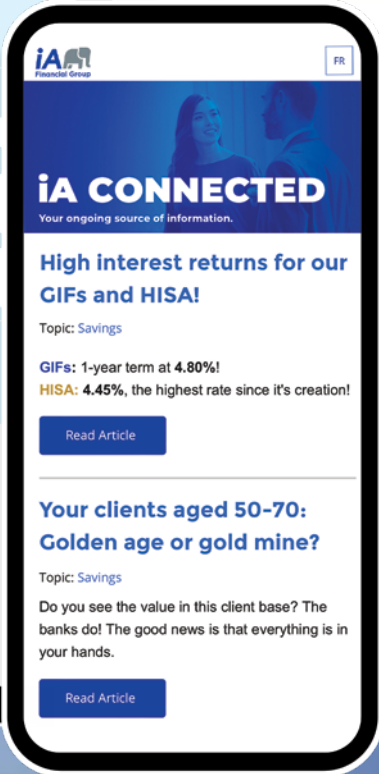 iA
Financial Group
FR
iA CONNECTED
Your ongoing source of information.
High interest returns for our
GIFs and HISA!
Topic: Savings
GIFs: 1-year term at 4.80%!
HISA: 4.45%, the highest rate since it's creation!
Read Article
Your clients aged 50-70:
Golden age or gold mine?
Topic: Savings
Do you see the value in this client base? The
banks do! The good news is that everything is in
your hands.
Read Article